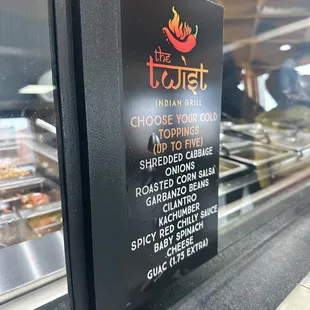 the
twist
INDIAN GRILL
CHOOSE YOUR COLD
TOPPINGS
(UP TO FIVE)
SHREDDED CABBAGE
ONIONS
ROASTED CORN SALSA
GARBANZO BEANS
CILANTRO
KACHUMBER
SPICY RED CHILLY SAUCE
BABY SPINACH
CHEESE
GUAC (1.75 EXTRA)